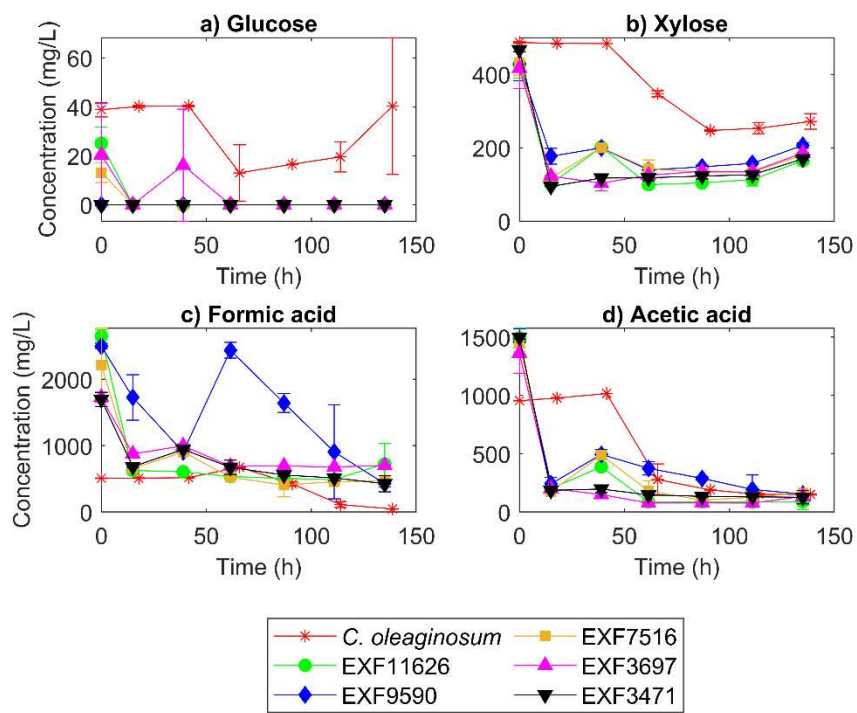 a) Glucose
Concentration (mg/L)
60
40
20
0
0
50
100
150
Time (h)
b) Xylose
400
200
0
0
50
100
150
Time (h)
c) Formic acid
Concentration (mg/L)
2000
1000
0
0
50
100
150
Time (h)
d) Acetic acid
1500
1000
500
0
0
50
100
150
Time (h)
C. oleaginosum
EXF11626
EXF9590
EXF7516
EXF3697
EXF3471